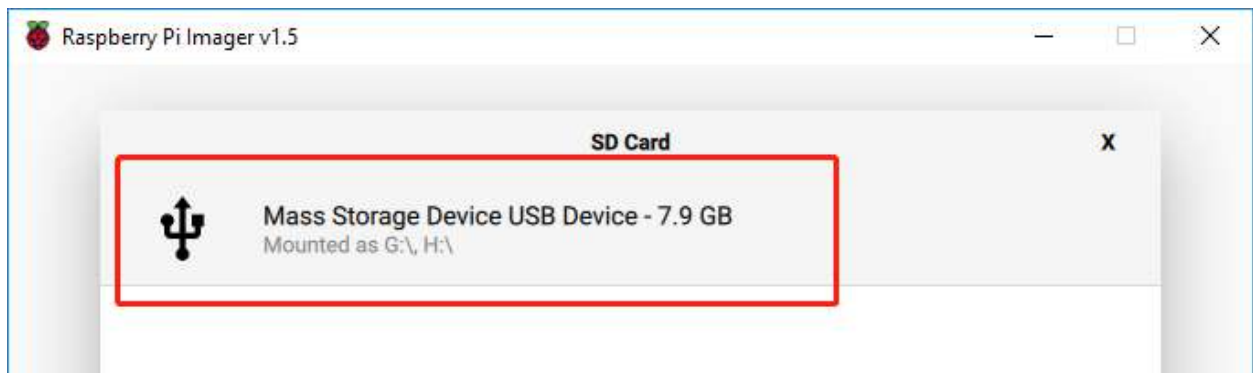 Raspberry Pi Imager v1.5
SD Card X
Mass Storage Device USB Device - 7.9 GB
Mounted as G:\, H:\